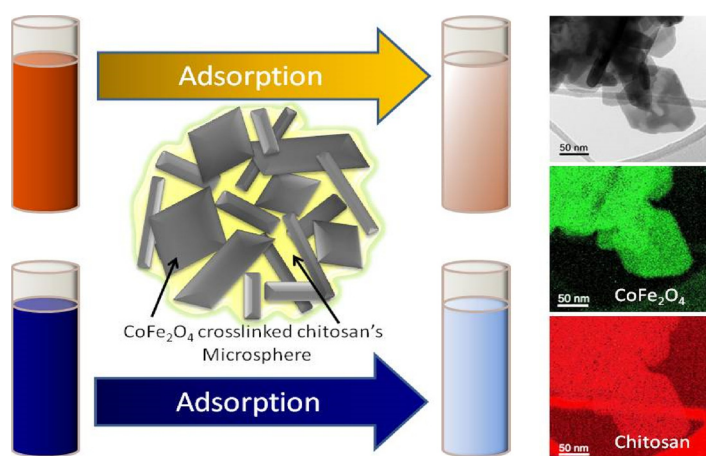 Adsorption
50 nm
CoFe₂O₄
50 nm
CoFe₂O₄ crosslinked chitosan's
Microsphere
Adsorption
Chitosan
50 nm